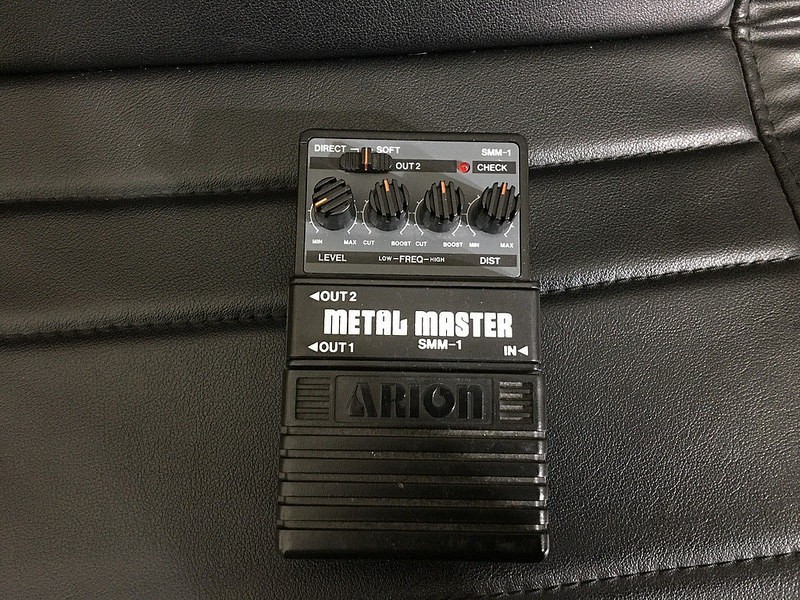 DIRECT SOFT SMM-1
OUT 2 CHECK
MIN MAX CUT BOOST CUT BOOST MIN MAX
LEVEL LOW-FREQ-HIGH DIST
◀OUT 2
METAL MASTER
SMM-1
◀OUT 1 IN◀
ARION